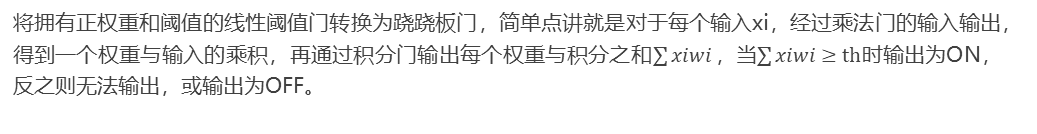 将拥有正权重和阈值的线性阈值门转换为跷跷板门，简单点讲就是对于每个输入xi，经过乘法门的输入输出，
得到一个权重与输入的乘积，再通过积分门输出每个权重与积分之和∑ xiwi ，当∑ xiwi ≥ th时输出为ON，
反之则无法输出，或输出为OFF。